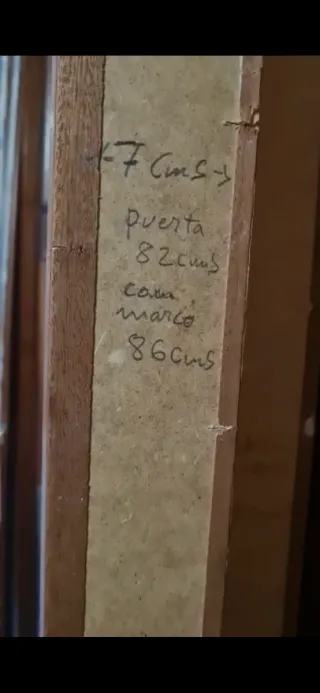 ←7 cms→
puerta
82cms
con
marco
86cms